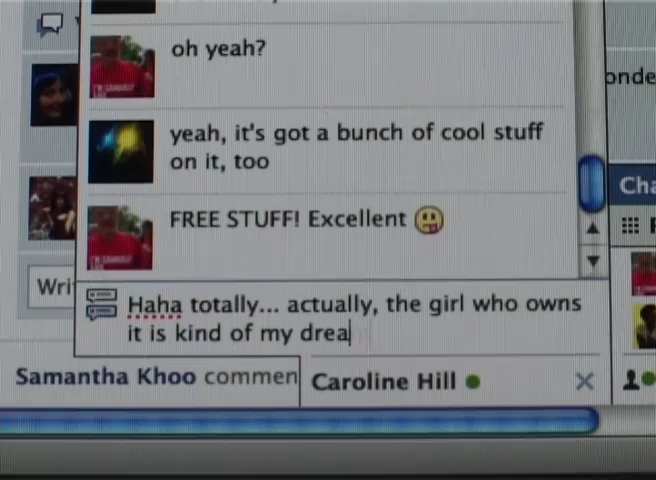 oh yeah?
yeah, it's got a bunch of cool stuff
on it, too
FREE STUFF! Excellent
Writ
Haha totally... actually, the girl who owns
it is kind of my drea
Samantha Khoo commen
Caroline Hill
onde
Cha